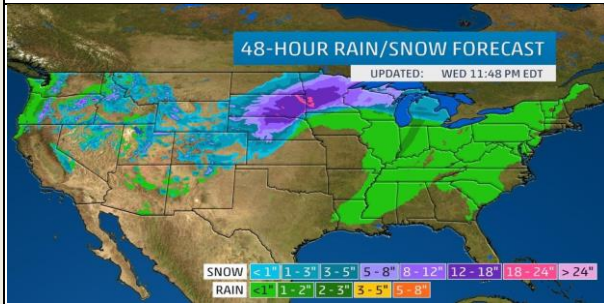 48-HOUR RAIN/SNOW FORECAST
UPDATED: WED 11:48 PM EDT
SNOW < 1" 1 - 3" 3 - 5" 5 - 8" 8 - 12" 12 - 18" 18 - 24" > 24"
RAIN <1" 1 - 2" 2 - 3" 3 - 5" 5 - 8"